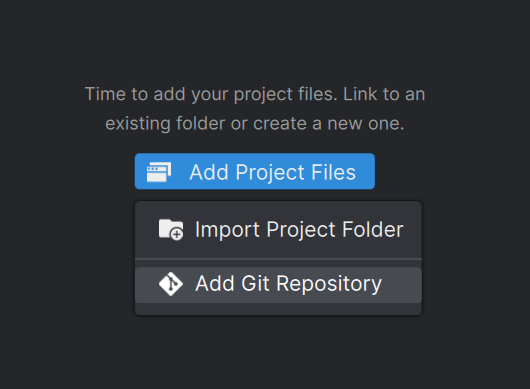 Time to add your project files. Link to an
existing folder or create a new one.
Add Project Files
Import Project Folder
Add Git Repository